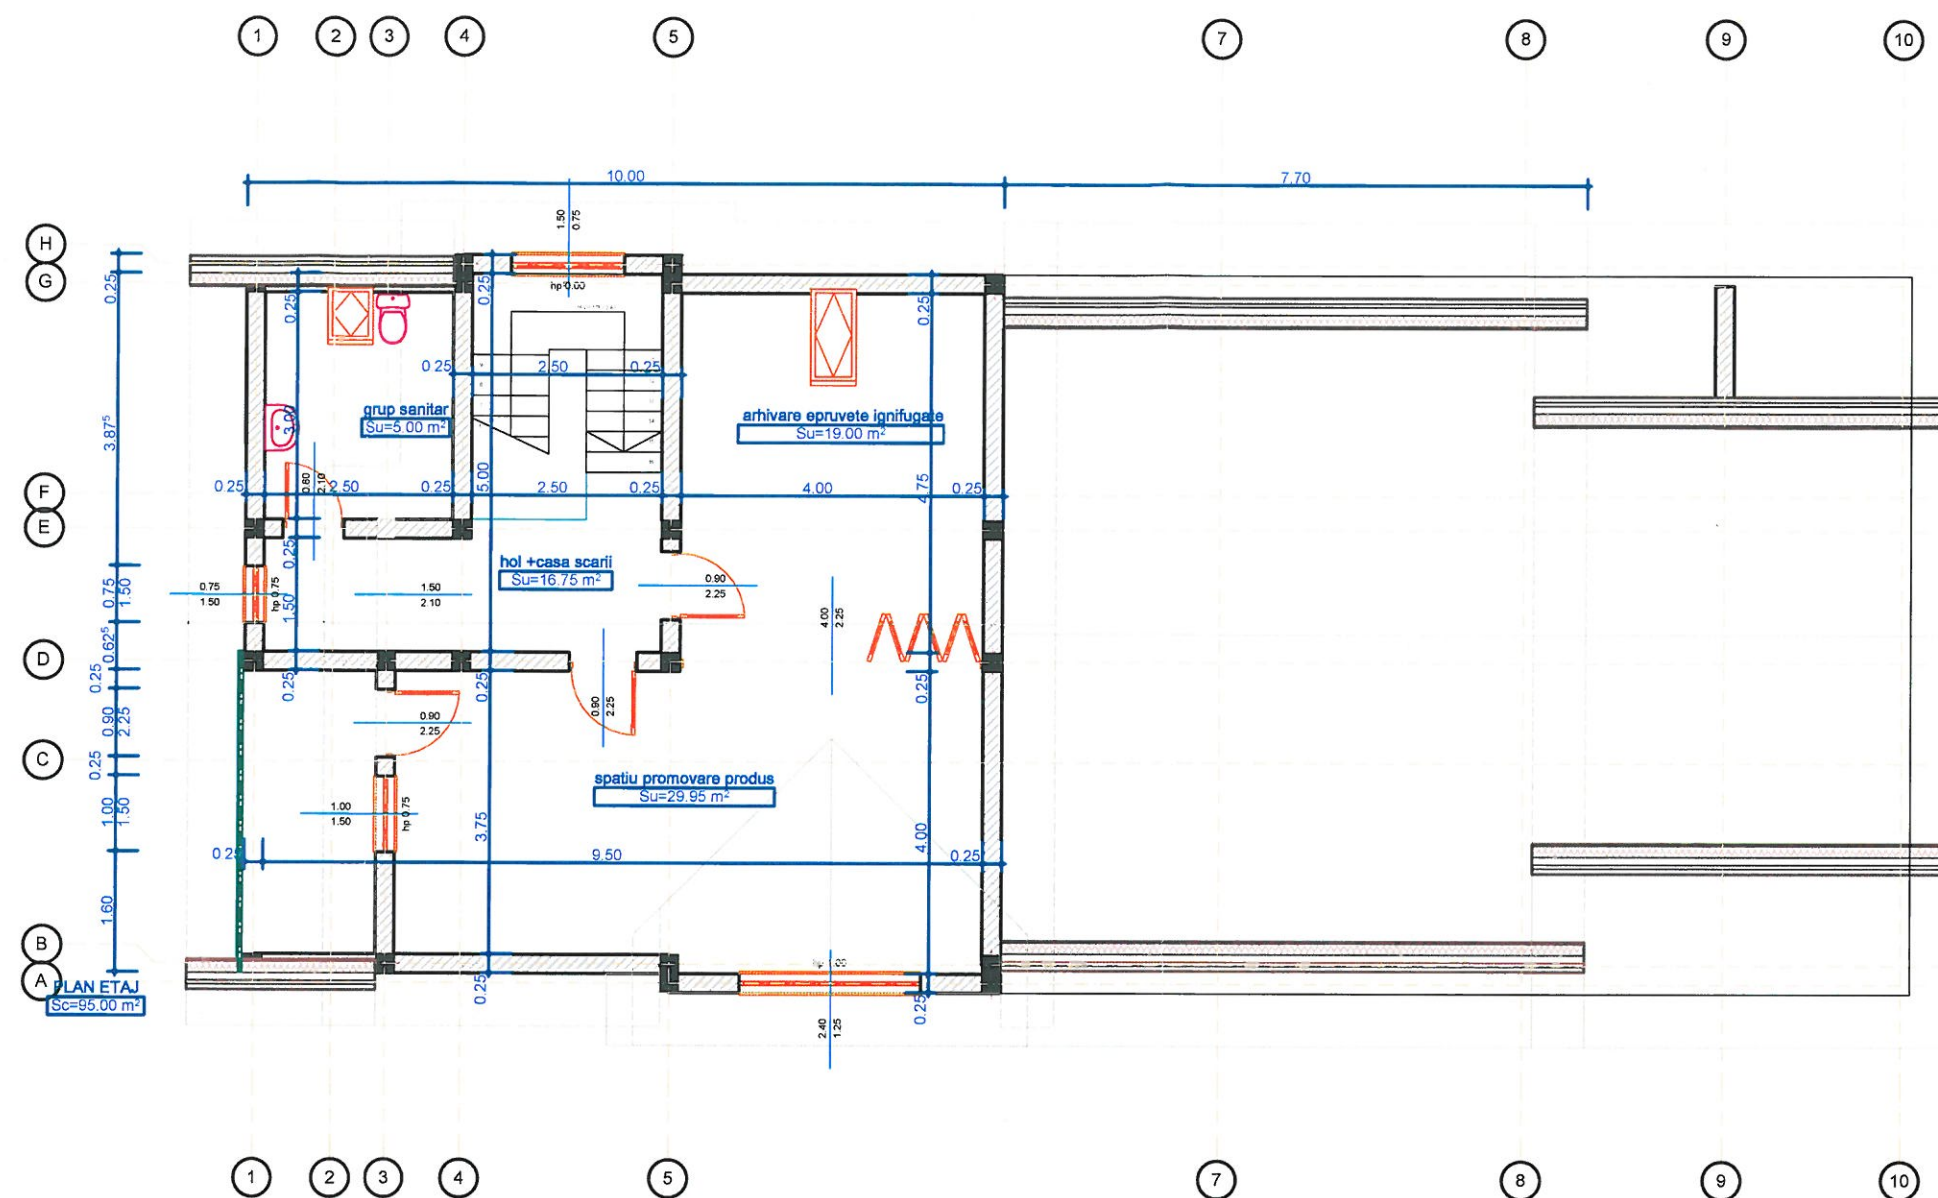 1 2 3 4 5 7 8 9 10
10.00 7.70
1.50
0.75
H
G
F
E
D
C
B
A
hp 0.00
0.25
3.87⁵
0.75
1.50
0.62⁵
0.25
0.90
2.25
0.25
1.00
1.50
1.60
0.25
0.25
0.25
0.25 2.50 0.25
grup sanitar
Su=5.00 m²
3.00
arhivare epruvete ignifugate
Su=19.00 m²
0.80
2.10
0.25 2.50 0.25 2.50 0.25 4.00 0.25
5.00
4.75
0.25
hol +casa scarii
Su=16.75 m²
0.75
1.50
hp 0.75
1.50
1.50
2.10
0.90
2.25
4.00
2.25
0.25
0.25
0.25
0.90
2.25
0.90
2.25
spatiu promovare produs
Su=29.95 m²
1.00
1.50
hp 0.75
3.75
4.00
0.25 9.50 0.25
1.00
0.25
0.25
2.40
1.25
PLAN ETAJ
Sc=95.00 m²
1 2 3 4 5 7 8 9 10